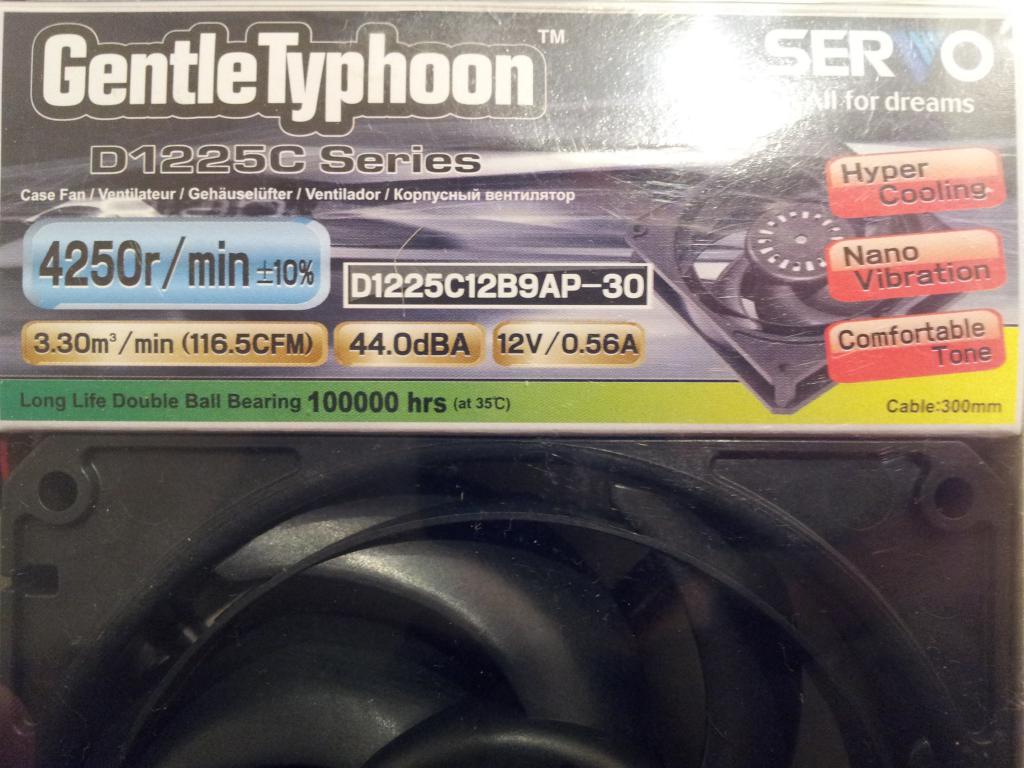 GentleTyphoon™
SERVO
All for dreams
D1225C Series
Case Fan / Ventilateur / Gehäuselüfter / Ventilador / Корпусный вентилятор
Hyper
Cooling
4250r/min ±10%
D1225C12B9AP-30
Nano
Vibration
3.30m³/min (116.5CFM)
44.0dBA
12V/0.56A
Comfortable
Tone
Long Life Double Ball Bearing 100000 hrs (at 35℃)
Cable:300mm